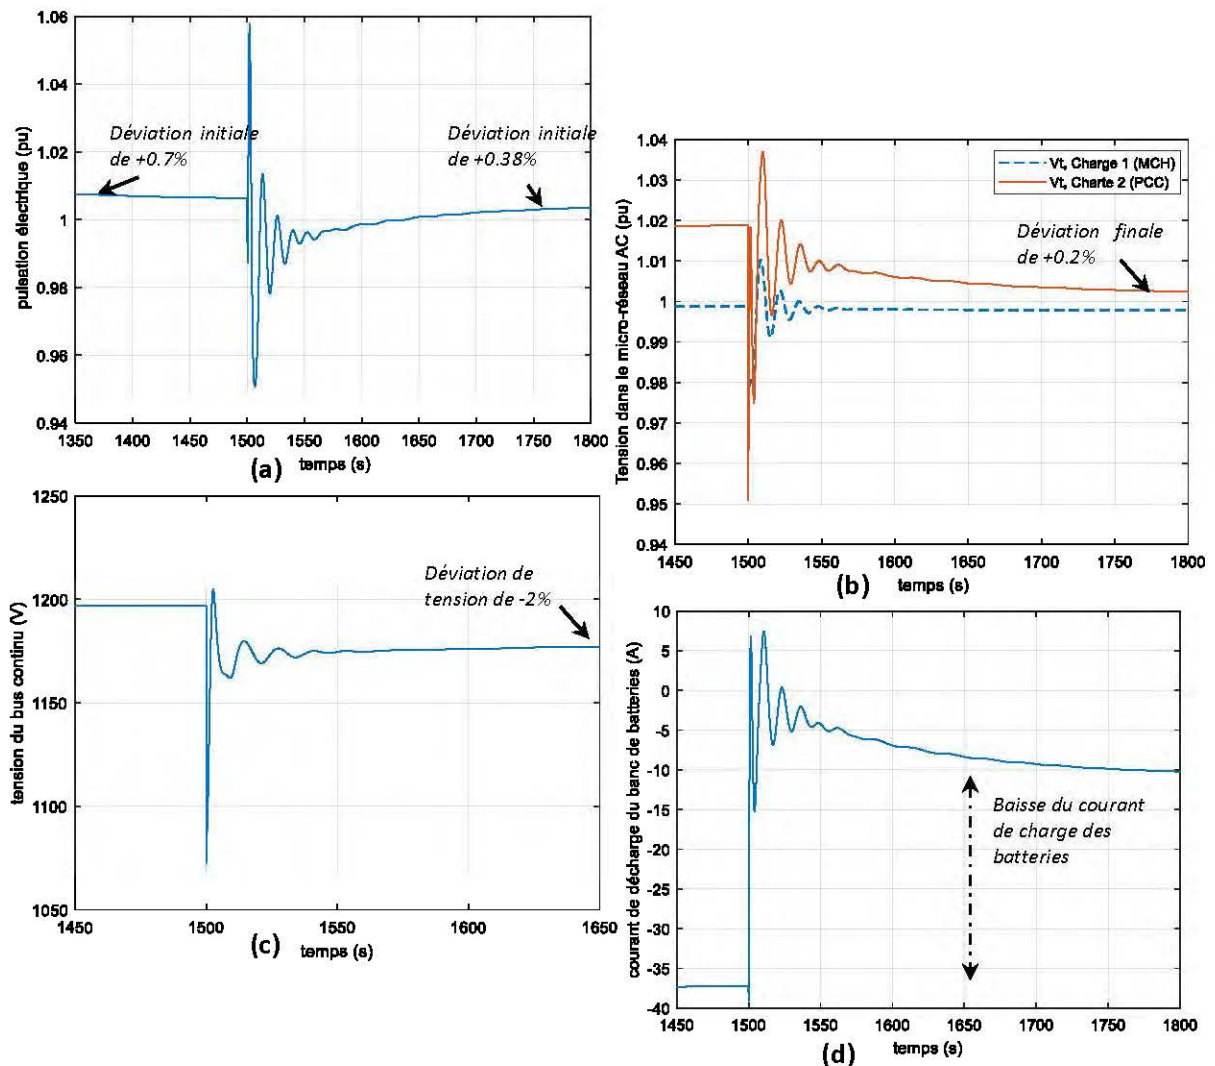 1.06
1.04
1.02
1
0.98
0.96
0.94
pulsation électrique (pu)
Déviation initiale
de +0.7%
Déviation initiale
de +0.38%
1350 1400 1450 1500 1550 1600 1650 1700 1750 1800
(a) temps (s)
1.04
1.03
1.02
1.01
1
0.99
0.98
0.97
0.96
0.95
0.94
Tension dans le micro-réseau AC (pu)
Vt, Charge 1 (MCH)
Vt, Charte 2 (PCC)
Déviation finale
de +0.2%
1450 1500 1550 1600 1650 1700 1750 1800
(b) temps (s)
1250
1200
1150
1100
1050
tension du bus continu (V)
Déviation de
tension de -2%
1450 1500 1550 1600 1650
(c) temps (s)
10
5
0
-5
-10
-15
-20
-25
-30
-35
-40
courant de décharge du banc de batteries (A)
Baisse du courant
de charge des
batteries
1450 1500 1550 1600 1650 1700 1750 1800
(d) temps (s)